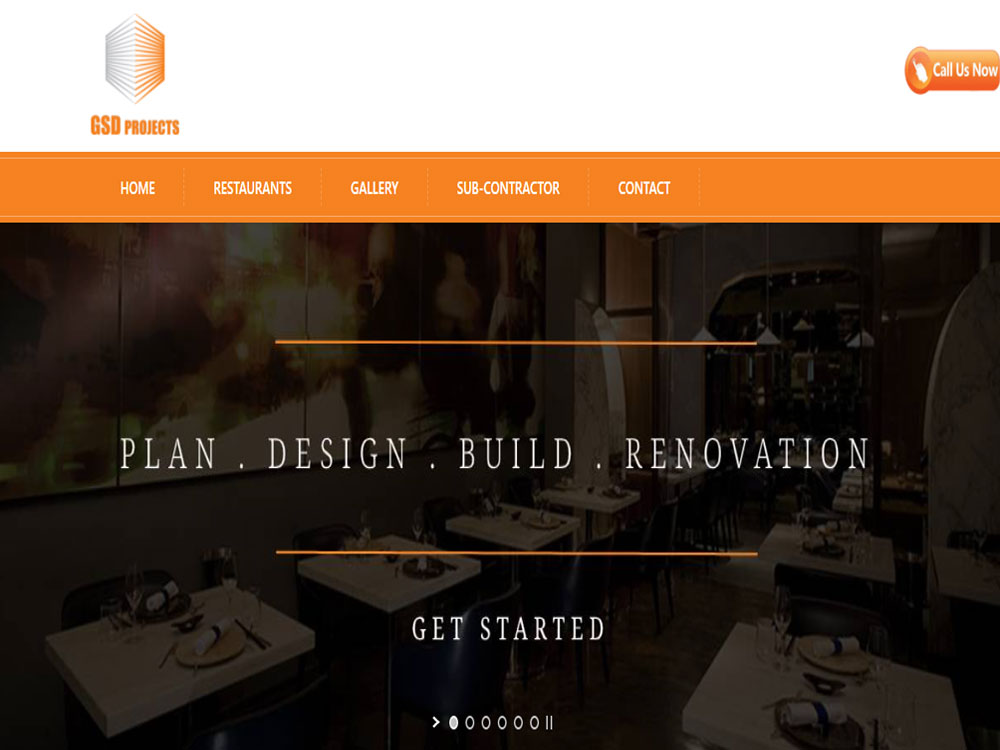 GSD PROJECTS
Call Us Now
HOME RESTAURANTS GALLERY SUB-CONTRACTOR CONTACT
PLAN . DESIGN . BUILD . RENOVATION
GET STARTED